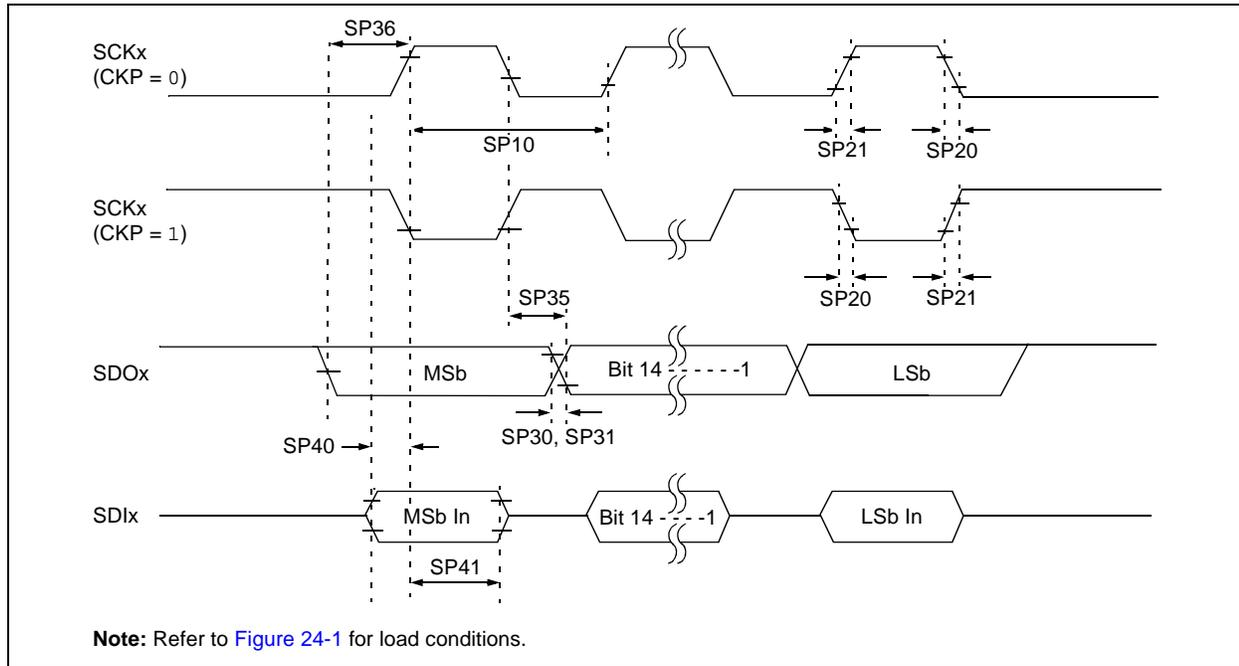 SP36
SCKx
(CKP = 0)
SP10
SP21
SP20
SCKx
(CKP = 1)
SP35
SP20
SP21
SDOx
MSb
Bit 14 - - - - - -1
LSb
SP30, SP31
SP40
SDIx
MSb In
Bit 14 - - - - -1
LSb In
SP41
Note: Refer to Figure 24-1 for load conditions.